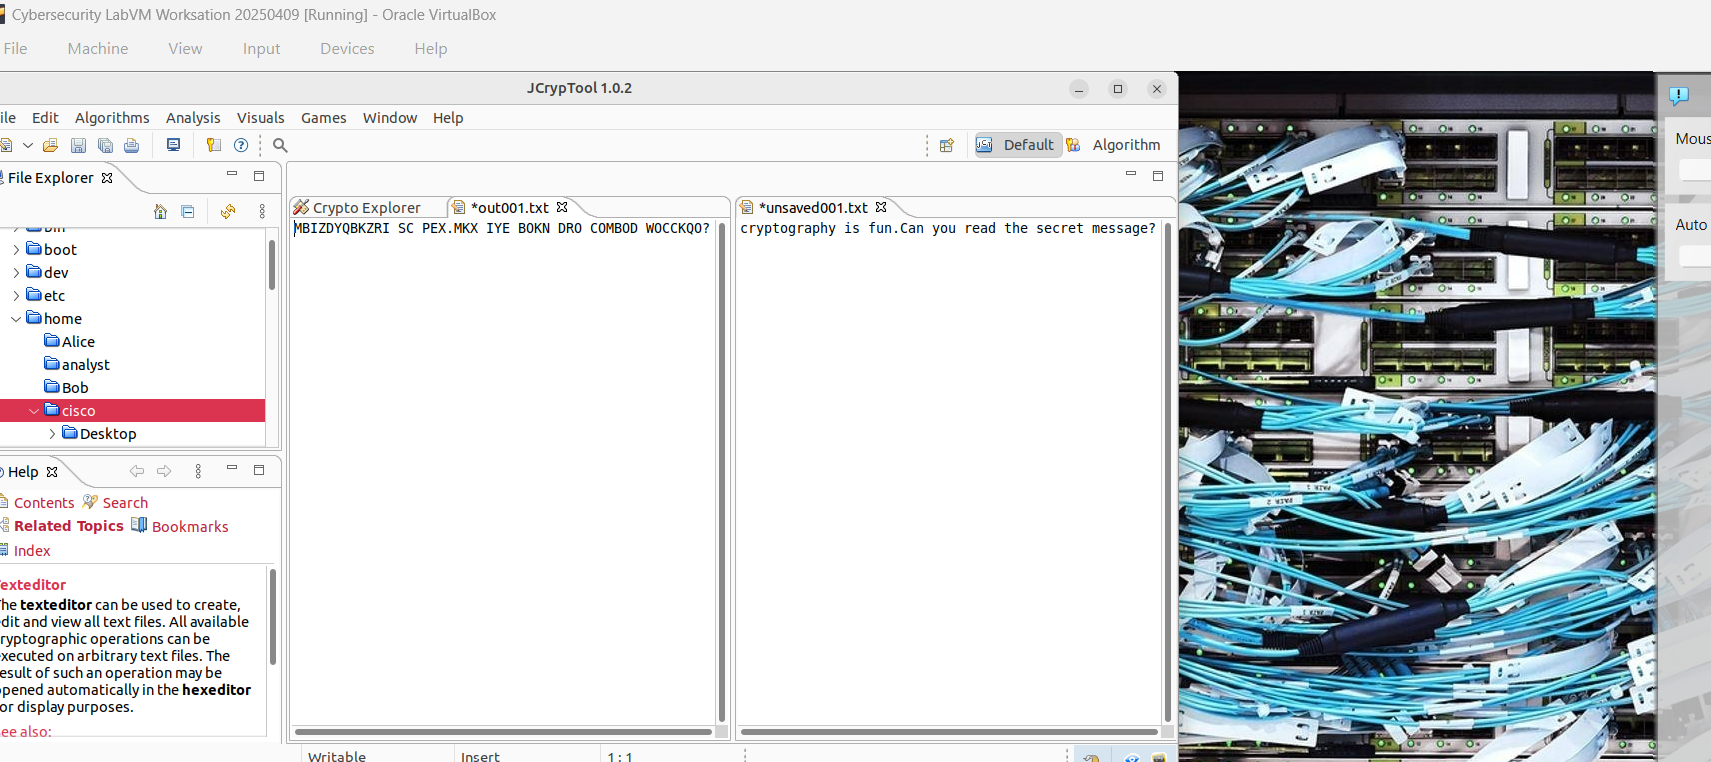 Cybersecurity LabVM Worksation 20250409 [Running] - Oracle VirtualBox
File Machine View Input Devices Help
JCrypTool 1.0.2
ile Edit Algorithms Analysis Visuals Games Window Help
Default Algorithm
File Explorer
Crypto Explorer *out001.txt
*unsaved001.txt
MBIZDYQBKZRI SC PEX.MKX IYE BOKN DRO COMBOD WOCCKQO?
cryptography is fun.Can you read the secret message?
bin
boot
dev
etc
home
Alice
analyst
Bob
cisco
Desktop
Help
Contents Search
Related Topics Bookmarks
Index
exteditor
he texteditor can be used to create,
dit and view all text files. All available
ryptographic operations can be
xecuted on arbitrary text files. The
esult of such an operation may be
pened automatically in the hexeditor
or display purposes.
ee also:
Writable Insert 1 : 1
Mous
Auto
PAIR 1
PAIR 2